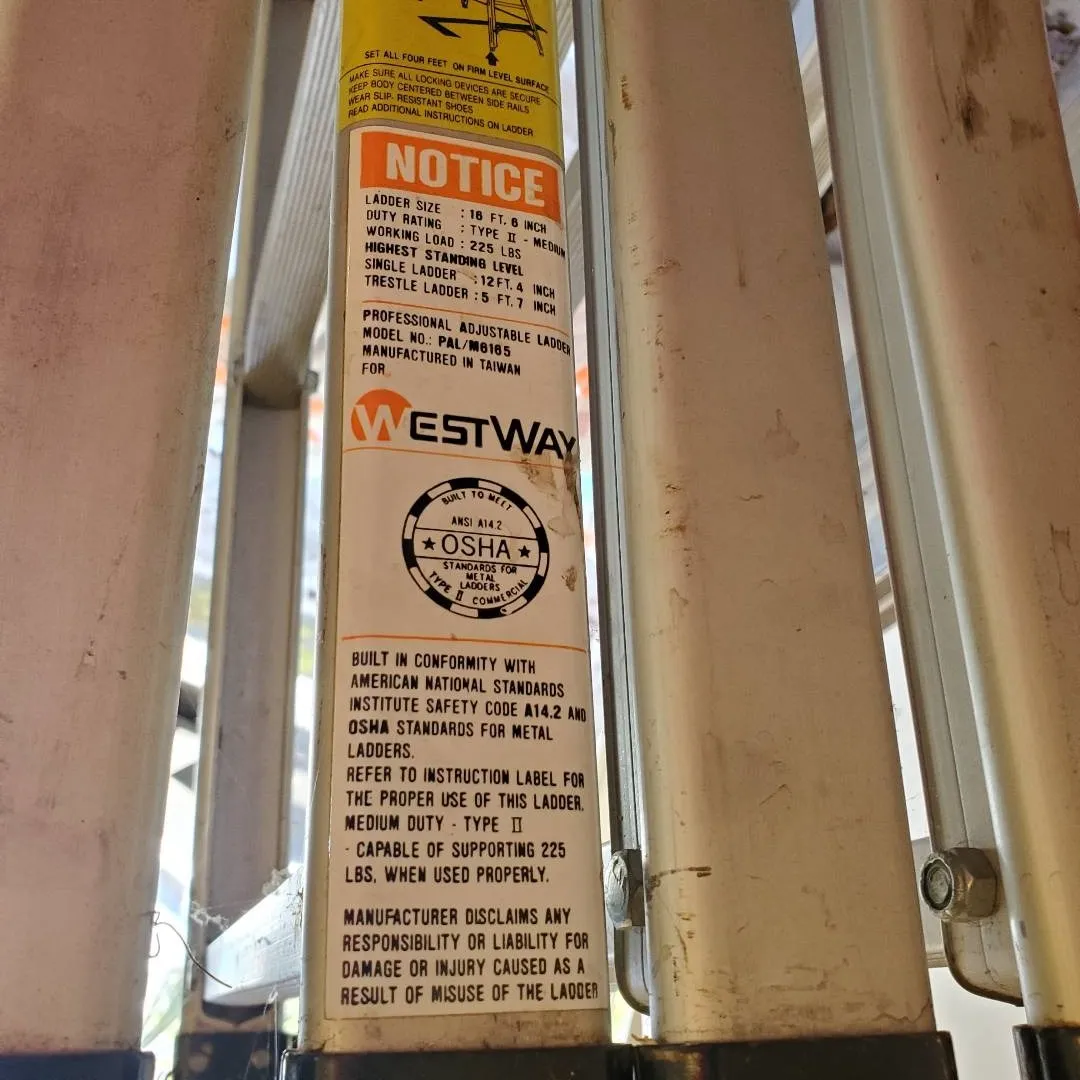 SET ALL FOUR FEET ON FIRM LEVEL SURFACE
MAKE SURE ALL LOCKING DEVICES ARE SECURE
KEEP BODY CENTERED BETWEEN SIDE RAILS
WEAR SLIP- RESISTANT SHOES
READ ADDITIONAL INSTRUCTIONS ON LADDER
NOTICE
LADDER SIZE : 16 FT. 6 INCH
DUTY RATING : TYPE II - MEDIUM
WORKING LOAD : 225 LBS
HIGHEST STANDING LEVEL
SINGLE LADDER : 12 FT. 4 INCH
TRESTLE LADDER : 5 FT. 7 INCH
PROFESSIONAL ADJUSTABLE LADDER
MODEL NO.: PAL/M6165
MANUFACTURED IN TAIWAN
FOR
WESTWAY
BUILT TO MEET
ANSI A14.2
★ OSHA ★
STANDARDS FOR
METAL
LADDERS
TYPE II COMMERCIAL
BUILT IN CONFORMITY WITH
AMERICAN NATIONAL STANDARDS
INSTITUTE SAFETY CODE A14.2 AND
OSHA STANDARDS FOR METAL
LADDERS.
REFER TO INSTRUCTION LABEL FOR
THE PROPER USE OF THIS LADDER.
MEDIUM DUTY - TYPE II
- CAPABLE OF SUPPORTING 225
LBS, WHEN USED PROPERLY.
MANUFACTURER DISCLAIMS ANY
RESPONSIBILITY OR LIABILITY FOR
DAMAGE OR INJURY CAUSED AS A
RESULT OF MISUSE OF THE LADDER